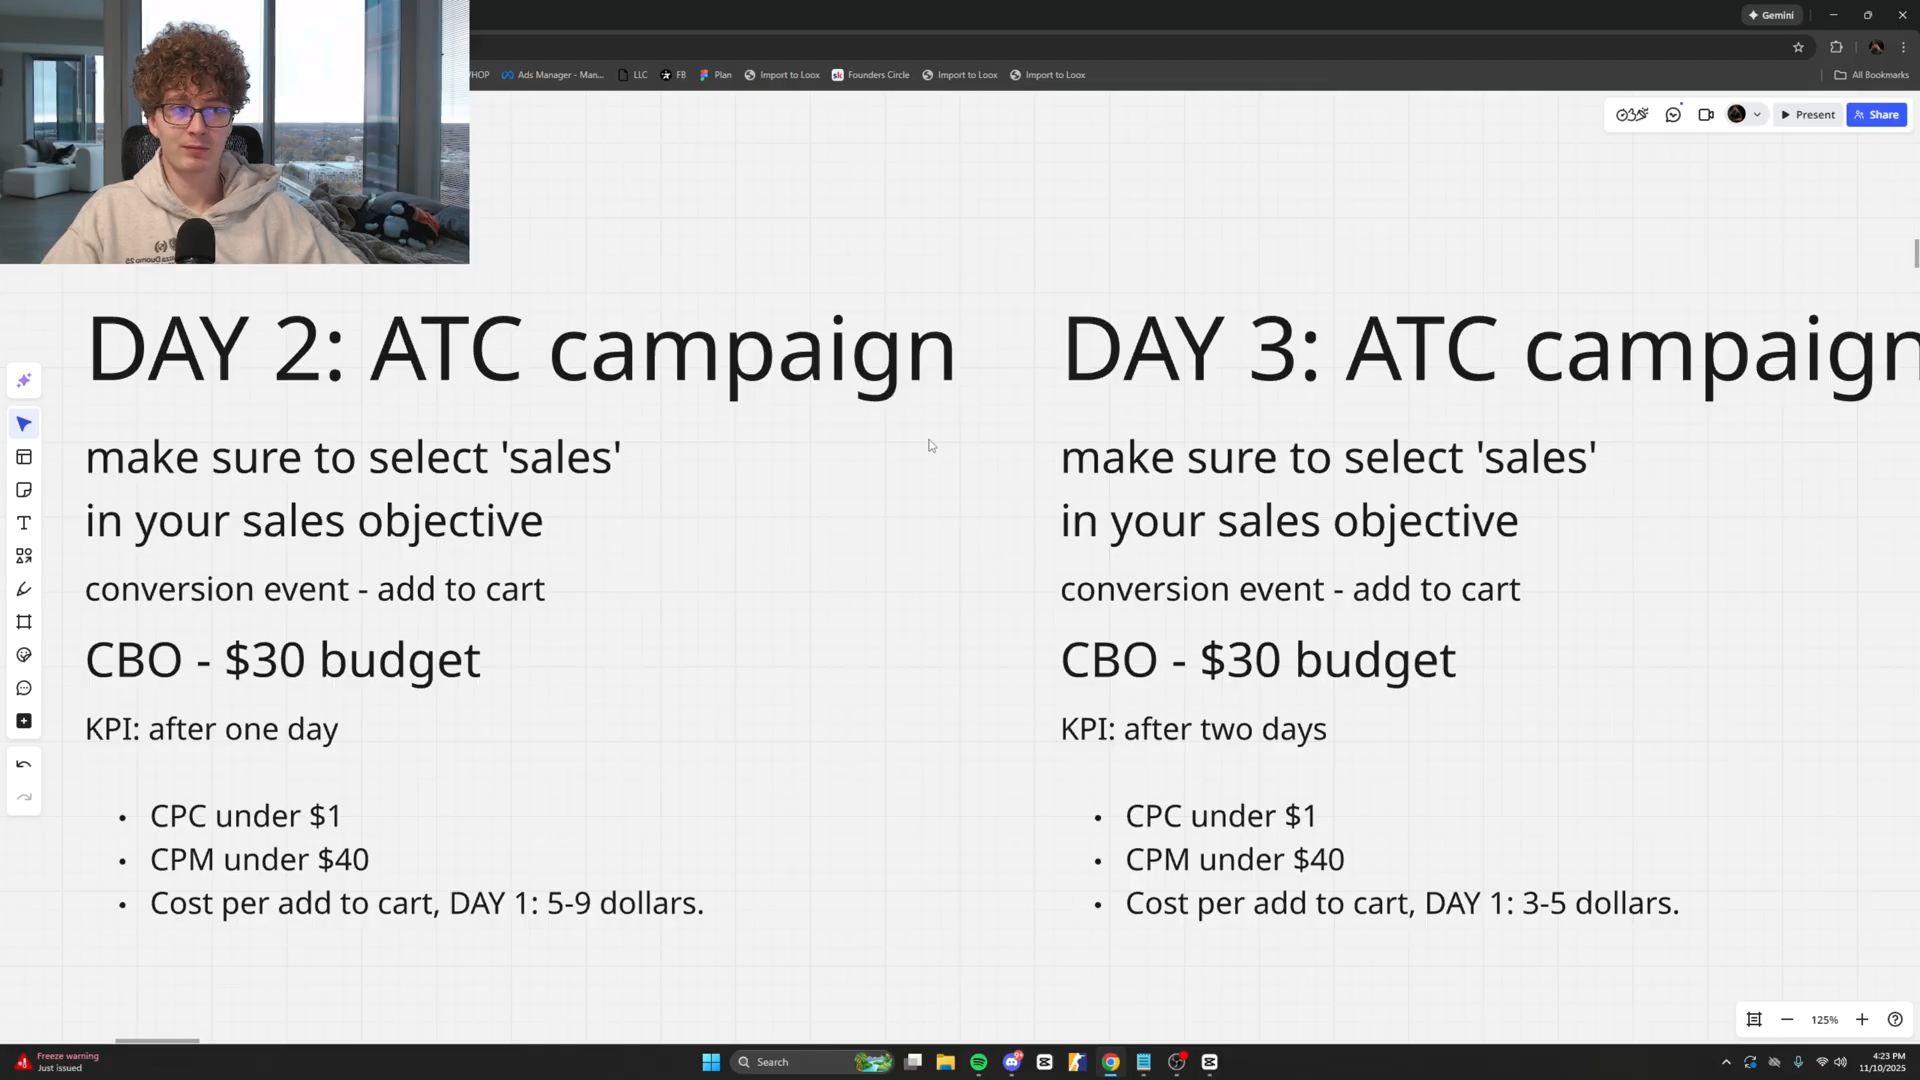 Gemini
HOP
Ads Manager - Man...
LLC
FB
Plan
Import to Loox
Founders Circle
Import to Loox
Import to Loox
All Bookmarks
Present
Share
DAY 2: ATC campaign
make sure to select 'sales'
in your sales objective
conversion event - add to cart
CBO - $30 budget
KPI: after one day
• CPC under $1
• CPM under $40
• Cost per add to cart, DAY 1: 5-9 dollars.
DAY 3: ATC campaign
make sure to select 'sales'
in your sales objective
conversion event - add to cart
CBO - $30 budget
KPI: after two days
• CPC under $1
• CPM under $40
• Cost per add to cart, DAY 1: 3-5 dollars.
125%
Freeze warning
Just issued
Search
4:23 PM
11/10/2025